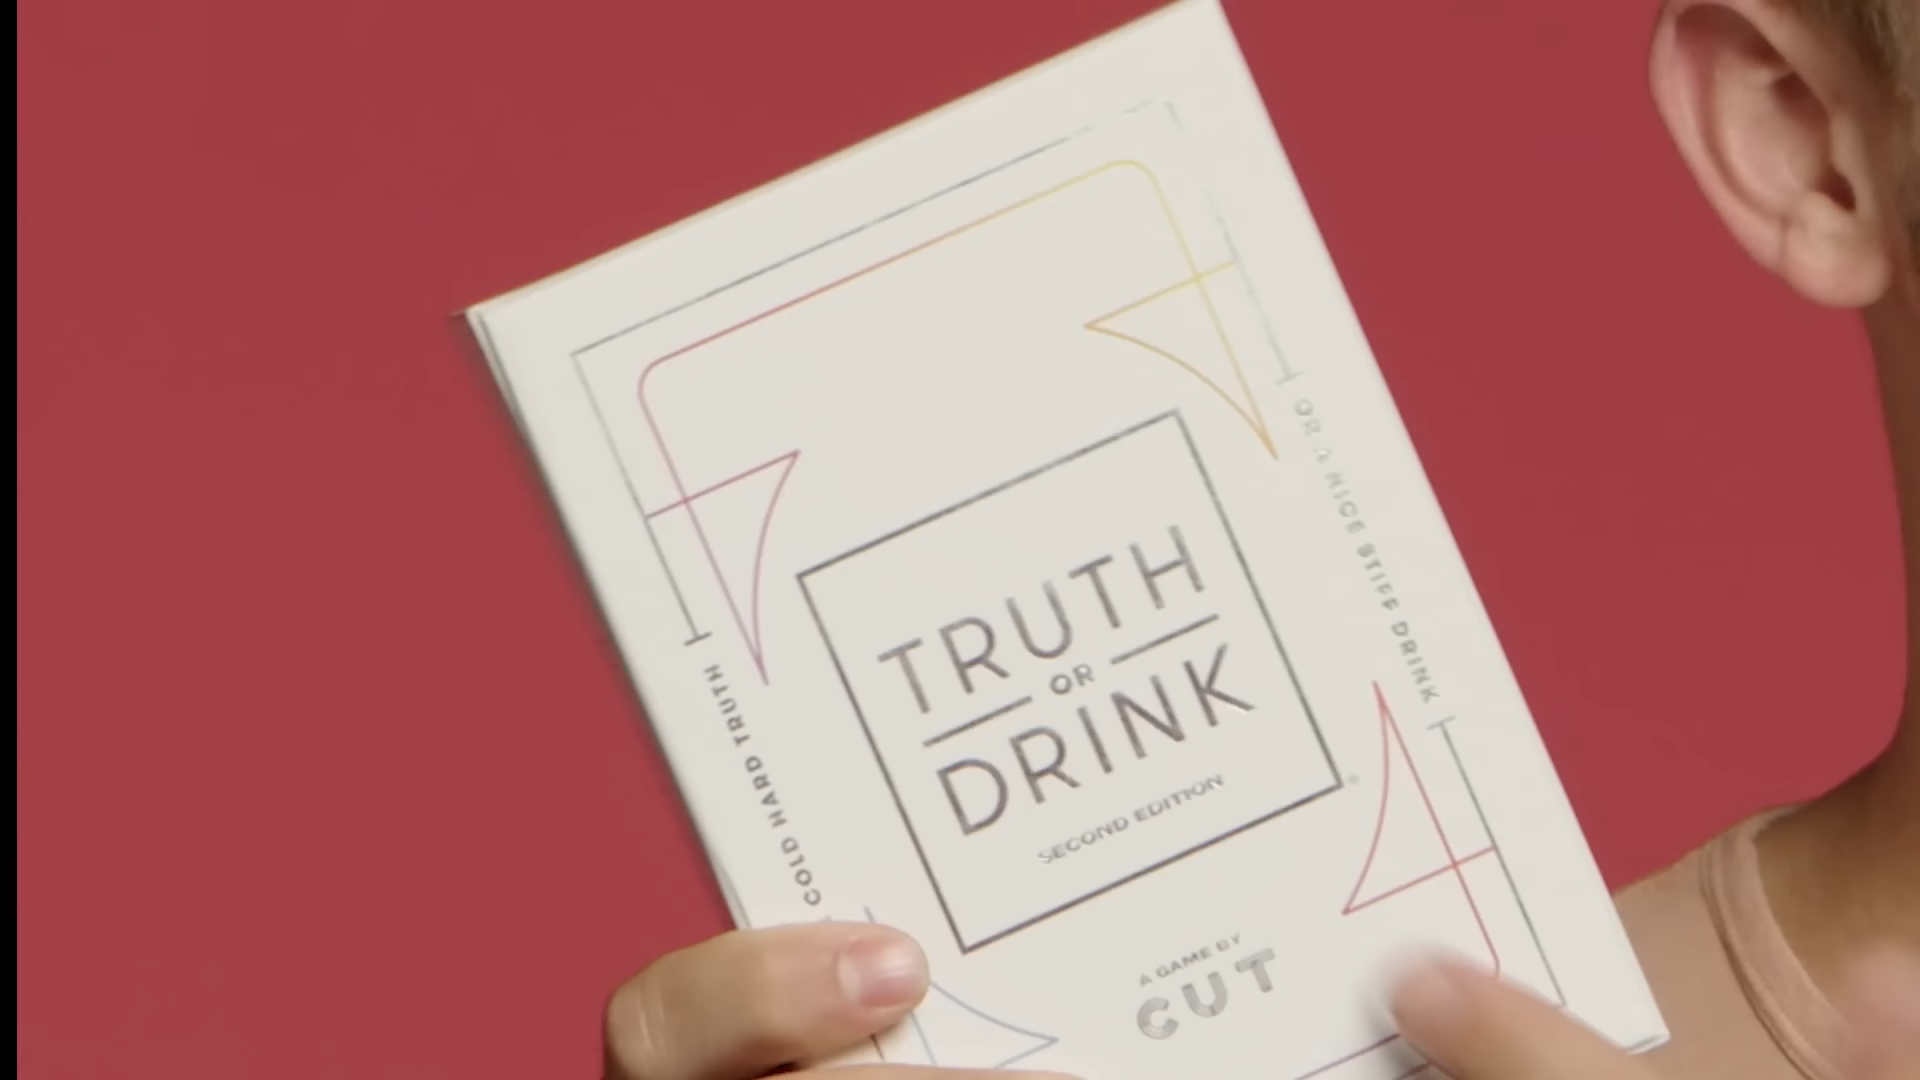 TRUTH
OR
DRINK
SECOND EDITION
A GAME BY
CUT
COLD HARD TRUTH
OR A NICE STIFF DRINK